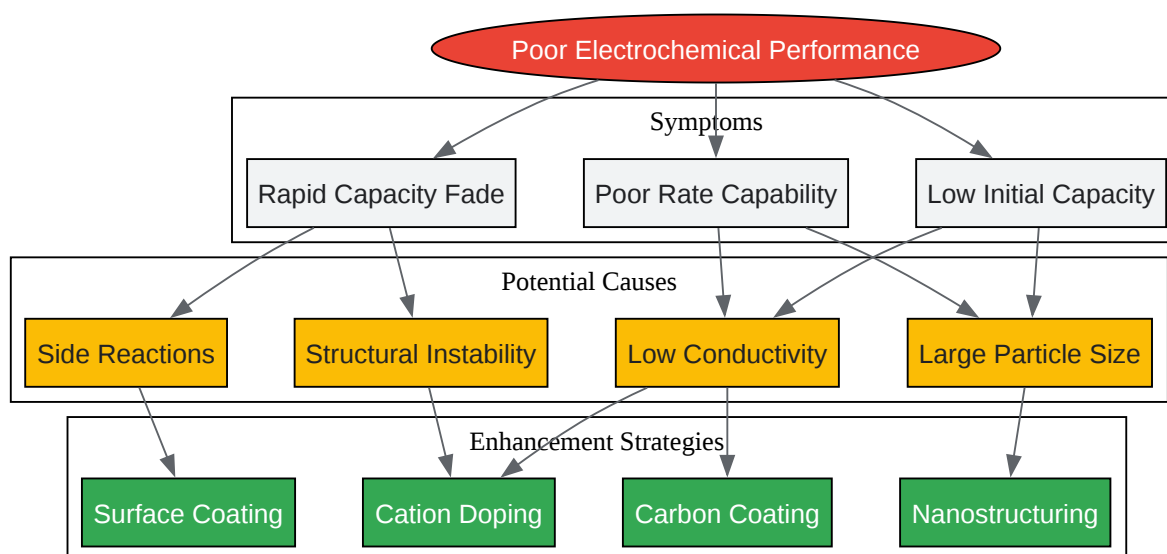 Poor Electrochemical Performance
Symptoms
Rapid Capacity Fade
Poor Rate Capability
Low Initial Capacity
Potential Causes
Side Reactions
Structural Instability
Low Conductivity
Large Particle Size
Enhancement Strategies
Surface Coating
Cation Doping
Carbon Coating
Nanostructuring